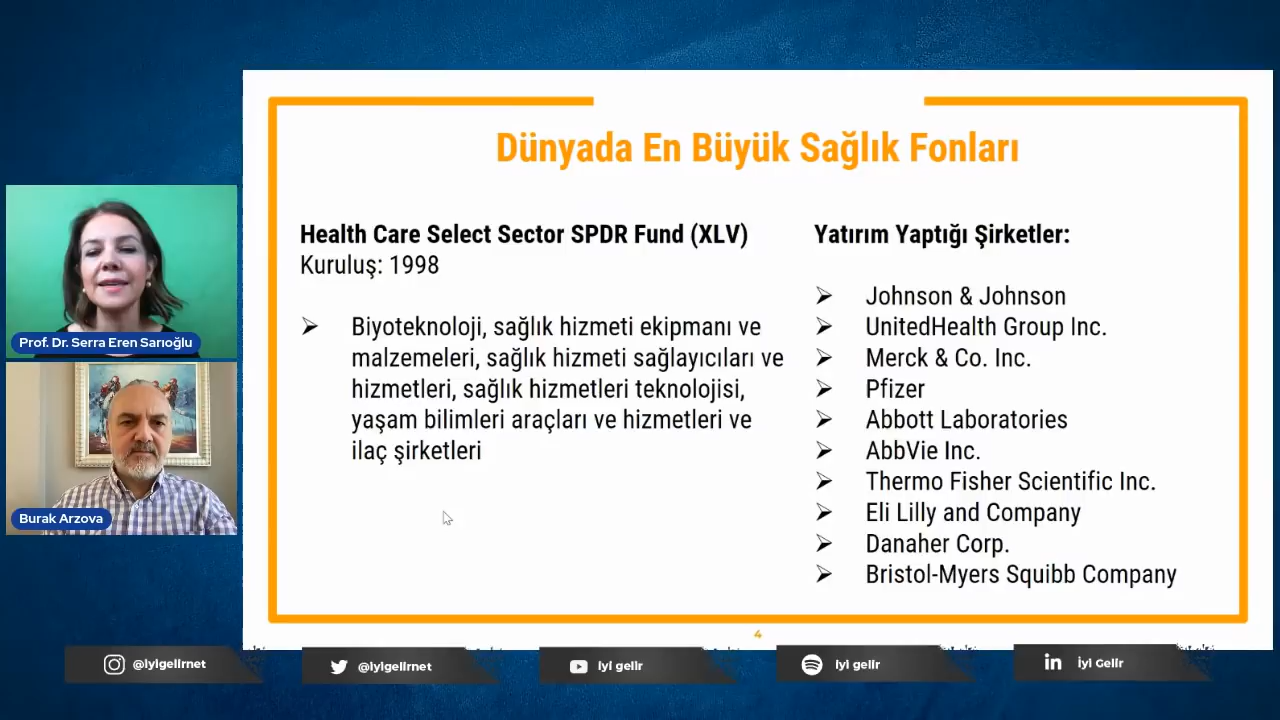 Dünyada En Büyük Sağlık Fonları
Health Care Select Sector SPDR Fund (XLV)
Kuruluş: 1998
➢ Biyoteknoloji, sağlık hizmeti ekipmanı ve
malzemeleri, sağlık hizmeti sağlayıcıları ve
hizmetleri, sağlık hizmetleri teknolojisi,
yaşam bilimleri araçları ve hizmetleri ve
ilaç şirketleri
Yatırım Yaptığı Şirketler:
➢ Johnson & Johnson
➢ UnitedHealth Group Inc.
➢ Merck & Co. Inc.
➢ Pfizer
➢ Abbott Laboratories
➢ AbbVie Inc.
➢ Thermo Fisher Scientific Inc.
➢ Eli Lilly and Company
➢ Danaher Corp.
➢ Bristol-Myers Squibb Company
4
Prof. Dr. Serra Eren Sarıoğlu
Burak Arzova
@iyigelirnet
@iyigelirnet
iyi gelir
iyi gelir
İyi Gelir